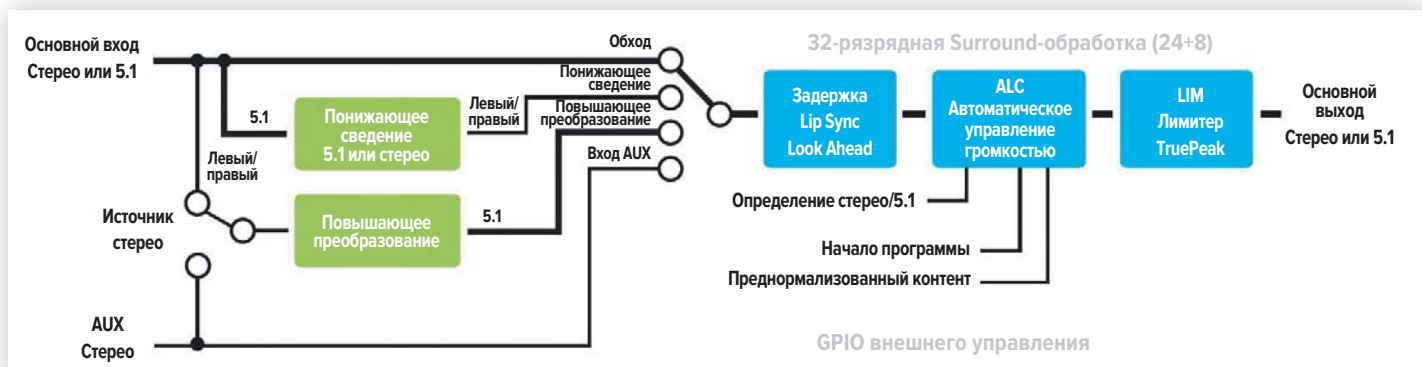 Основной вход
Стерео или 5.1
Обход
32-рязрядная Surround-обработка (24+8)
Понижающее
сведение
Повышающее
преобразование
Вход AUX
5.1
Понижающее
сведение
5.1 или стерео
Левый/
правый
Левый/
правый
Источник
стерео
Повышающее
преобразование
5.1
AUX
Стерео
Задержка
Lip Sync
Look Ahead
ALC
Автоматическое
управление
громкостью
LIM
Лимитер
TruePeak
Основной
выход
Стерео или 5.1
Определение стерео/5.1
Начало программы
Преднормализованный контент
GPIO внешнего управления